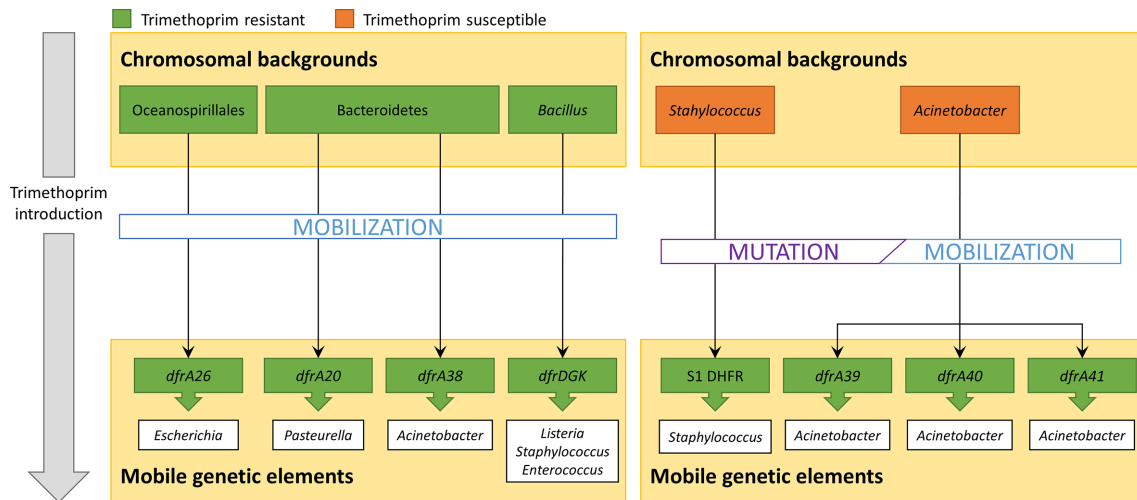 Trimethoprim resistant
Trimethoprim susceptible
Trimethoprim
introduction
Chromosomal backgrounds
Oceanospirillales
Bacteroidetes
Bacillus
MOBILIZATION
dfrA26
dfrA20
dfrA38
dfrDGK
Escherichia
Pasteurella
Acinetobacter
Listeria
Staphylococcus
Enterococcus
Mobile genetic elements
Chromosomal backgrounds
Stahylococcus
Acinetobacter
MUTATION
MOBILIZATION
S1 DHFR
dfrA39
dfrA40
dfrA41
Staphylococcus
Acinetobacter
Acinetobacter
Acinetobacter
Mobile genetic elements